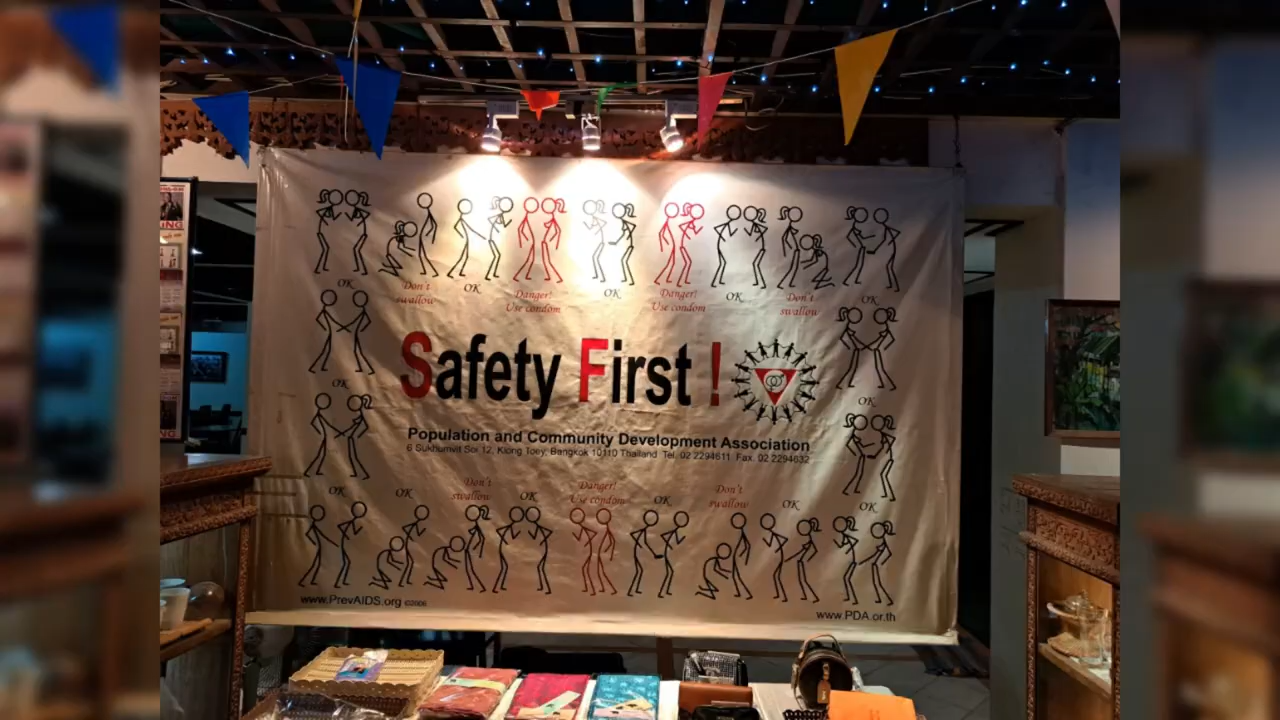 OK
Don't
swallow
OK
Danger!
Use condom
OK
Danger!
Use condom
OK
Don't
swallow
OK
OK
OK
Safety First !
Population and Community Development Association
6 Sukhumvit Soi 12, Klong Toey, Bangkok 10110 Thailand Tel. 02 2294611 Fax. 02 2294632
OK
OK
Don't
swallow
OK
Danger!
Use condom
OK
Don't
swallow
OK
OK
www.PrevAIDS.org ©2006
www.PDA.or.th